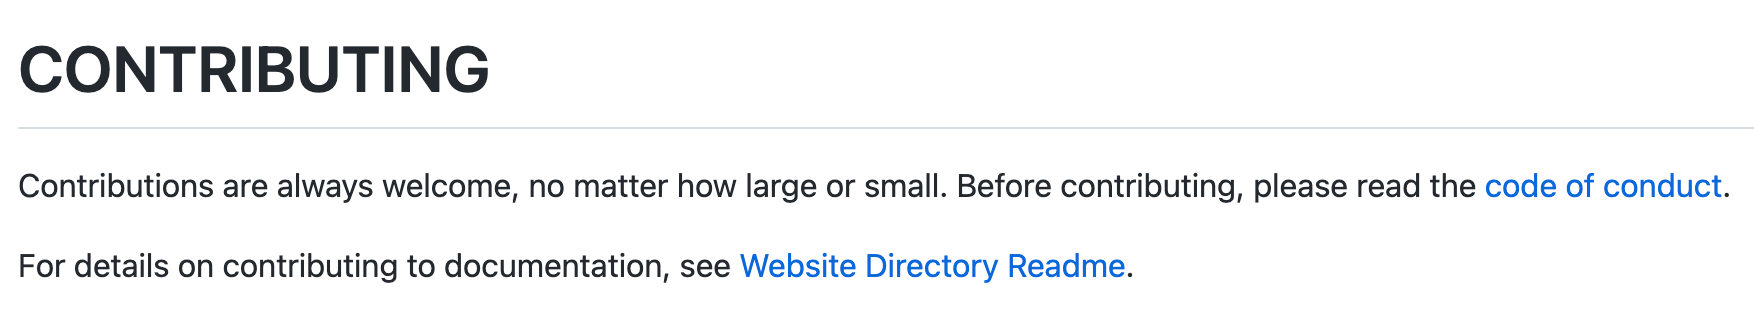 CONTRIBUTING
Contributions are always welcome, no matter how large or small. Before contributing, please read the code of conduct.
For details on contributing to documentation, see Website Directory Readme.